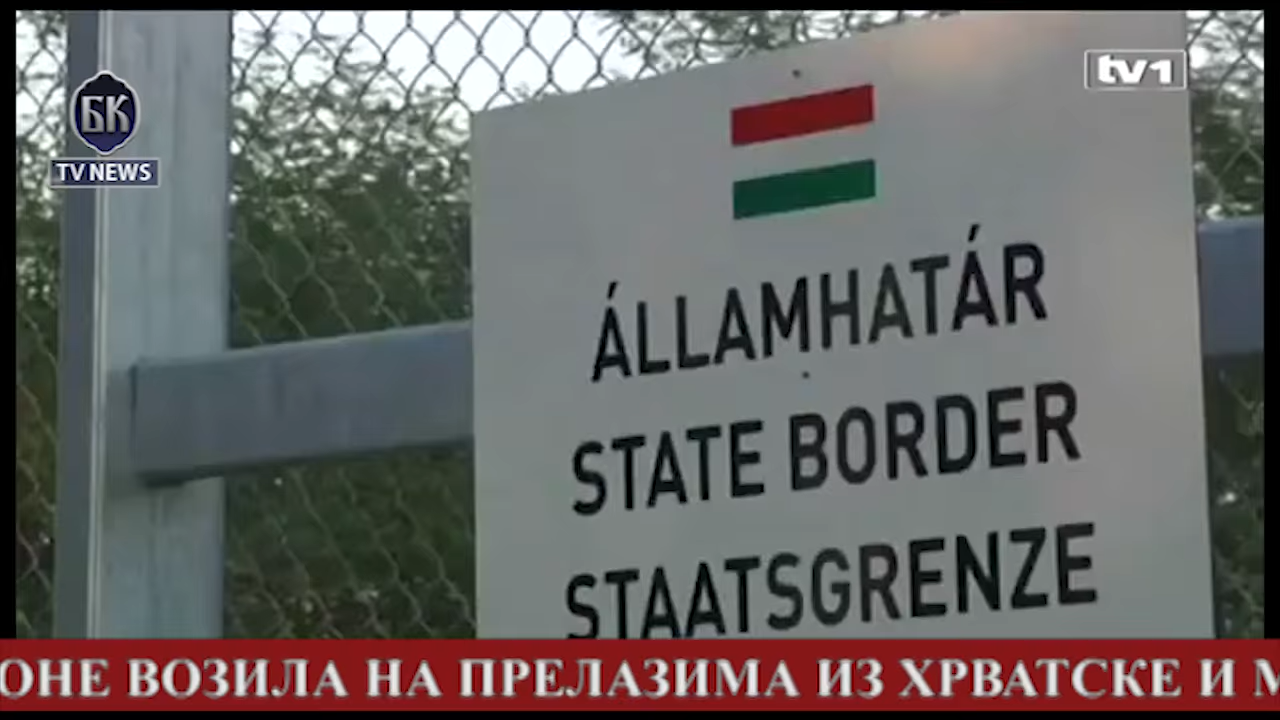 БК
TV NEWS
tv1
ÁLLAMHATÁR
STATE BORDER
STAATSGRENZE
ОНЕ ВОЗИЛА НА ПРЕЛАЗИМА ИЗ ХРВАТСКЕ И